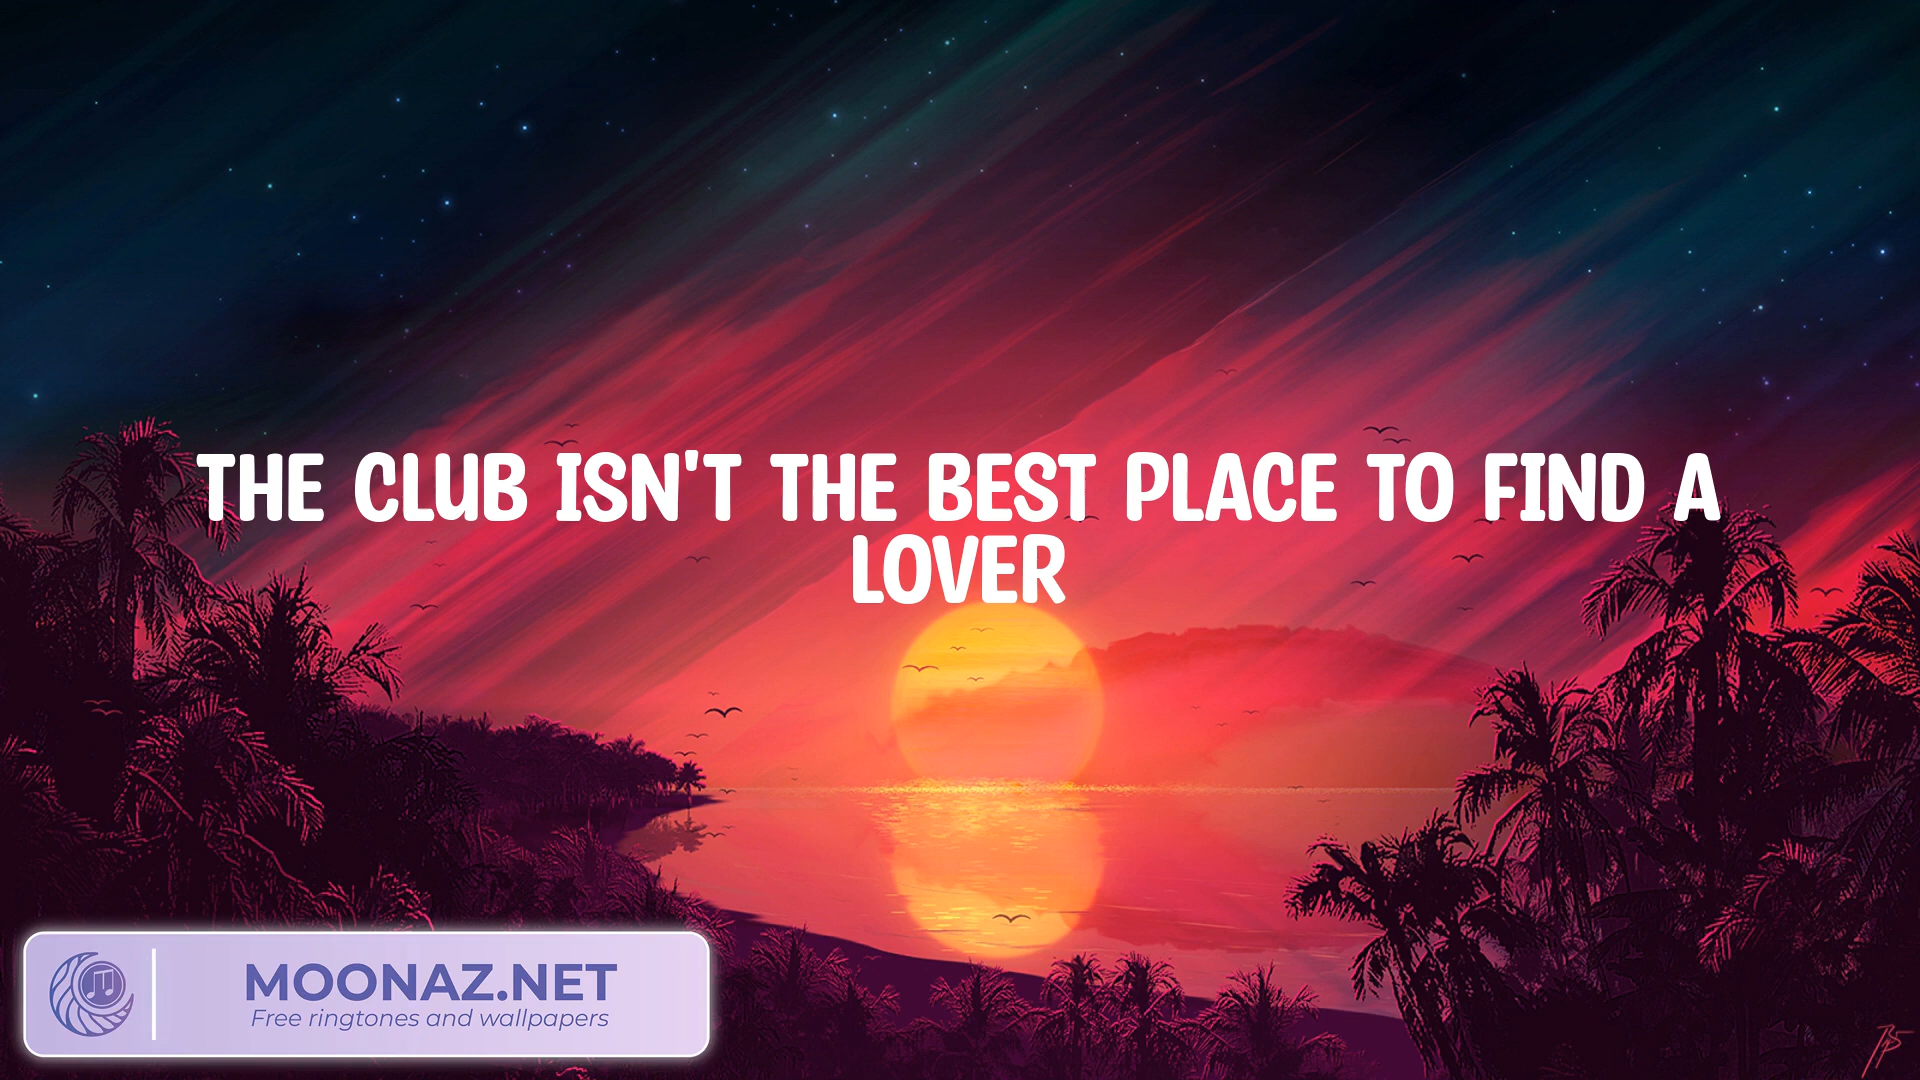 THE CLUB ISN'T THE BEST PLACE TO FIND A
LOVER
MOONAZ.NET
Free ringtones and wallpapers